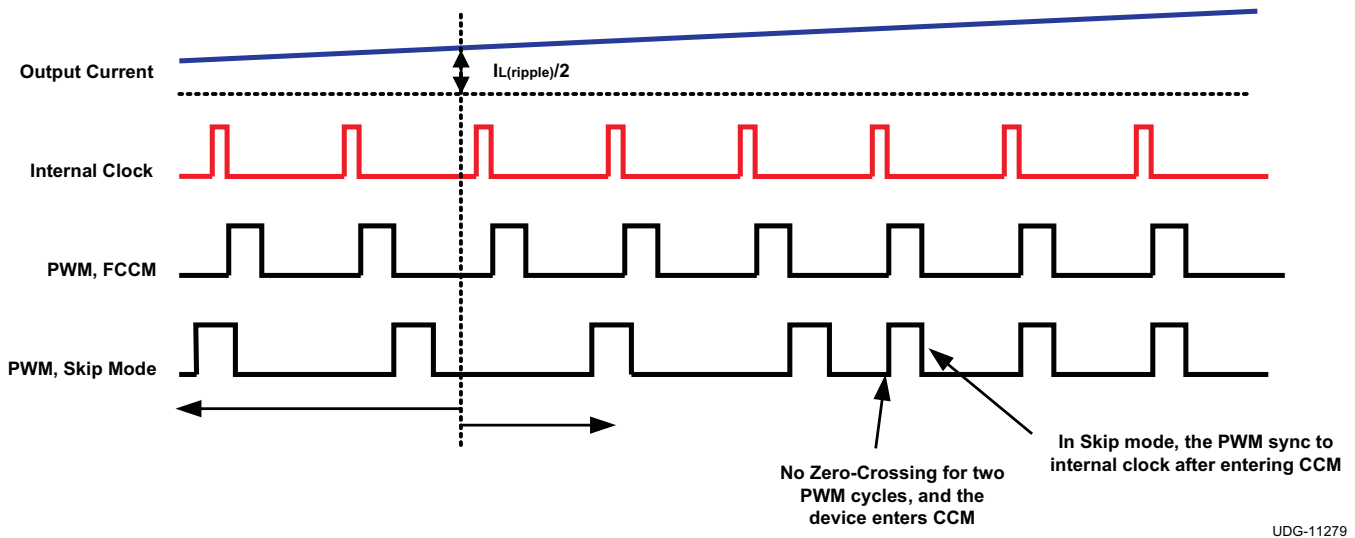 Output Current
IL(ripple)/2
Internal Clock
PWM, FCCM
PWM, Skip Mode
No Zero-Crossing for two
PWM cycles, and the
device enters CCM
In Skip mode, the PWM sync to
internal clock after entering CCM
UDG-11279